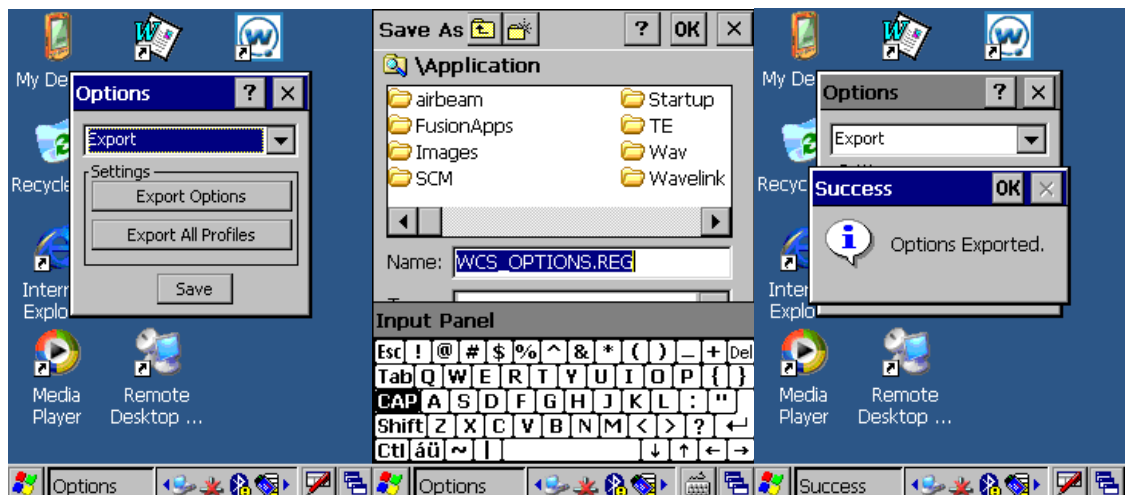 My De
Options ? ×
Export
Recycle
Settings
Export Options
Export All Profiles
Save
Intern
Explo
Media
Player
Remote
Desktop ...
Options
Save As ? OK ×
\Application
airbeam
FusionApps
Images
SCM
Startup
TE
Wav
Wavelink
Name: WCS_OPTIONS.REG
Input Panel
Esc ! @ # $ % ^ & * ( ) _ + Del
Tab Q W E R T Y U I O P { }
CAP A S D F G H J K L : "
Shift Z X C V B N M < > ? ↵
Ctl áü ~ | ↓ ↑ ← →
Options
My De
Options ? ×
Export
Recyc
Success OK ×
Options Exported.
Inter
Explo
Media
Player
Remote
Desktop ...
Success